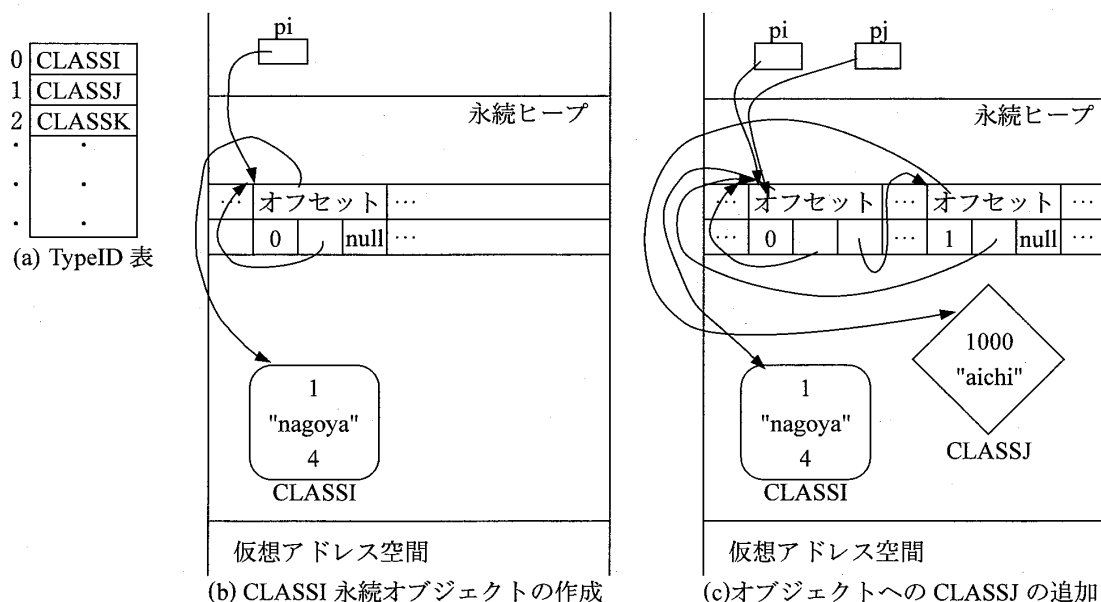 0 CLASSI
1 CLASSJ
2 CLASSK
(a) TypeID 表
pi
永続ヒープ
… オフセット …
0 null …
1
"nagoya"
4
CLASSI
仮想アドレス空間
(b) CLASSI 永続オブジェクトの作成
pi pj
永続ヒープ
… オフセット … オフセット …
… 0 … 1 null …
1000
"aichi"
CLASSJ
1
"nagoya"
4
CLASSI
仮想アドレス空間
(c)オブジェクトへの CLASSJ の追加